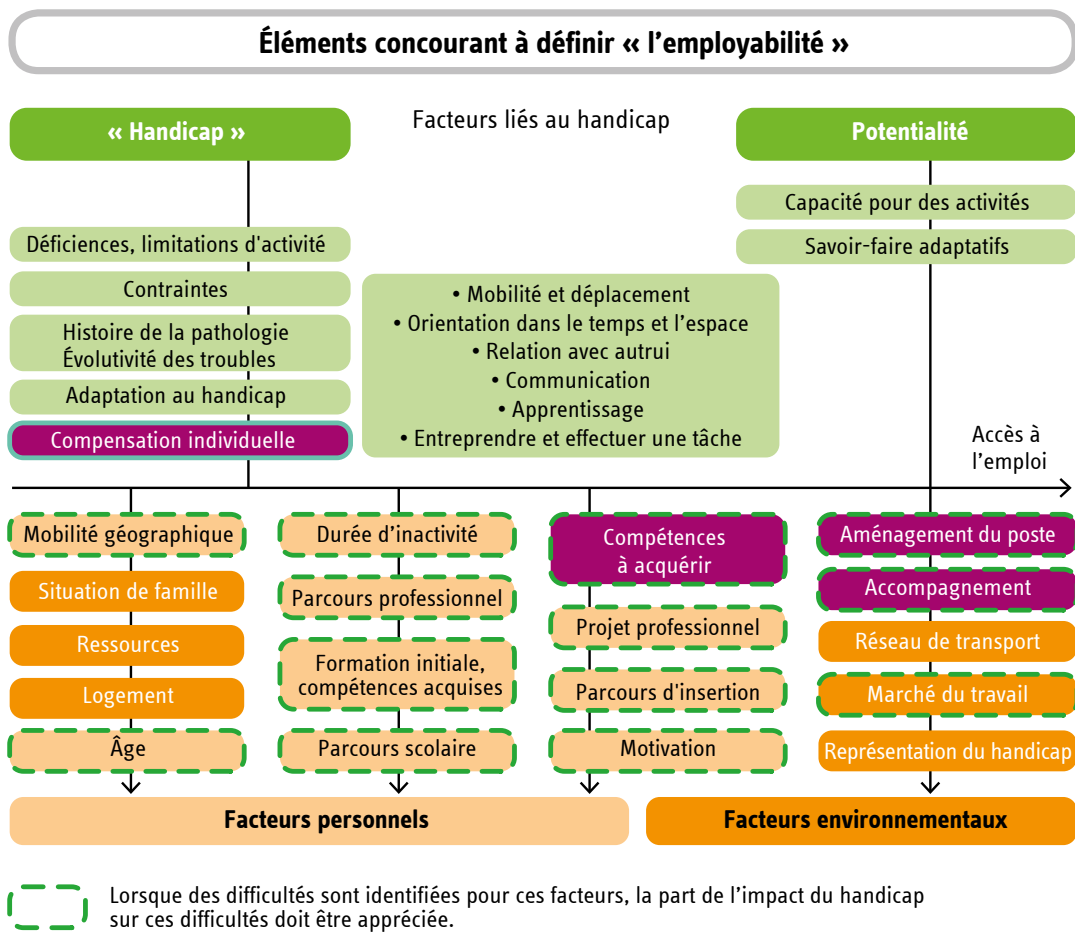 Éléments concourant à définir « l'employabilité »
« Handicap »
Facteurs liés au handicap
Potentialité
Capacité pour des activités
Savoir-faire adaptatifs
Déficiences, limitations d'activité
Contraintes
Histoire de la pathologie
Évolutivité des troubles
Adaptation au handicap
Compensation individuelle
• Mobilité et déplacement
• Orientation dans le temps et l'espace
• Relation avec autrui
• Communication
• Apprentissage
• Entreprendre et effectuer une tâche
Accès à
l'emploi
Mobilité géographique
Situation de famille
Ressources
Logement
Âge
Durée d'inactivité
Parcours professionnel
Formation initiale,
compétences acquises
Parcours scolaire
Compétences
à acquérir
Projet professionnel
Parcours d'insertion
Motivation
Aménagement du poste
Accompagnement
Réseau de transport
Marché du travail
Représentation du handicap
Facteurs personnels
Facteurs environnementaux
Lorsque des difficultés sont identifiées pour ces facteurs, la part de l'impact du handicap
sur ces difficultés doit être appréciée.